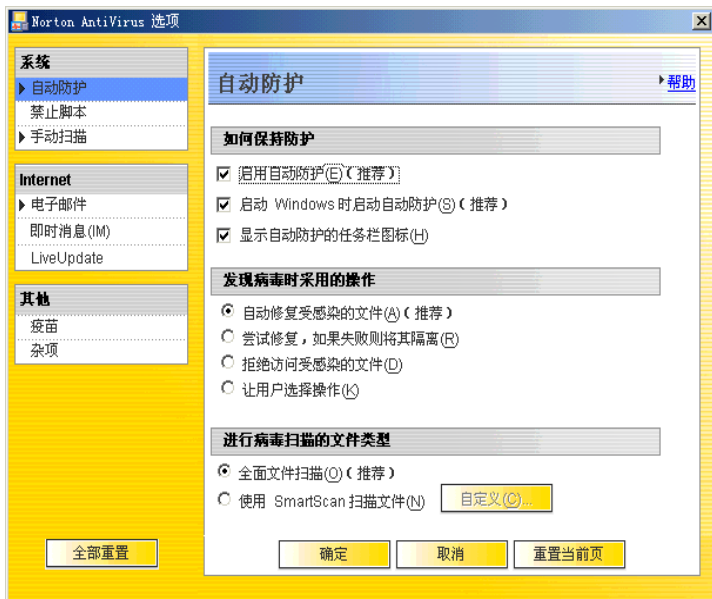 Norton AntiVirus 选项
系统
自动防护
禁止脚本
手动扫描
Internet
电子邮件
即时消息(IM)
LiveUpdate
其他
疫苗
杂项
全部重置
自动防护
帮助
如何保持防护
启用自动防护(E)(推荐)
启动 Windows 时启动自动防护(S)(推荐)
显示自动防护的任务栏图标(H)
发现病毒时采用的操作
自动修复受感染的文件(A)(推荐)
尝试修复,如果失败则将其隔离(R)
拒绝访问受感染的文件(D)
让用户选择操作(K)
进行病毒扫描的文件类型
全面文件扫描(O)(推荐)
使用 SmartScan 扫描文件(N)
自定义(C)...
确定
取消
重置当前页